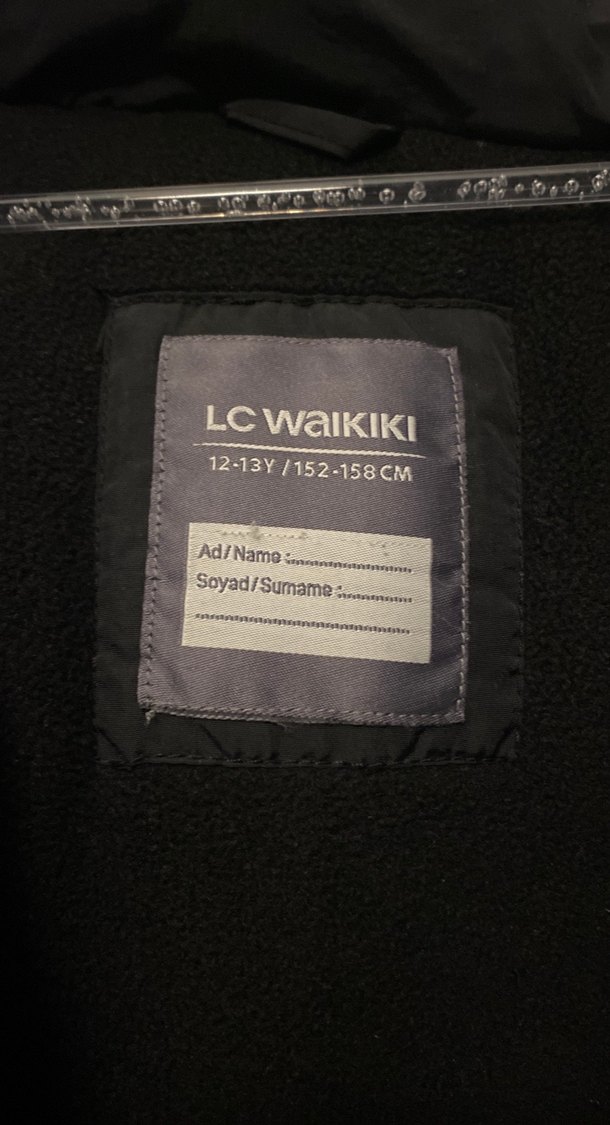 LC WAIKIKI
12-13Y / 152-158 CM
Ad/Name :....................
Soyad/Surname :............
....................................